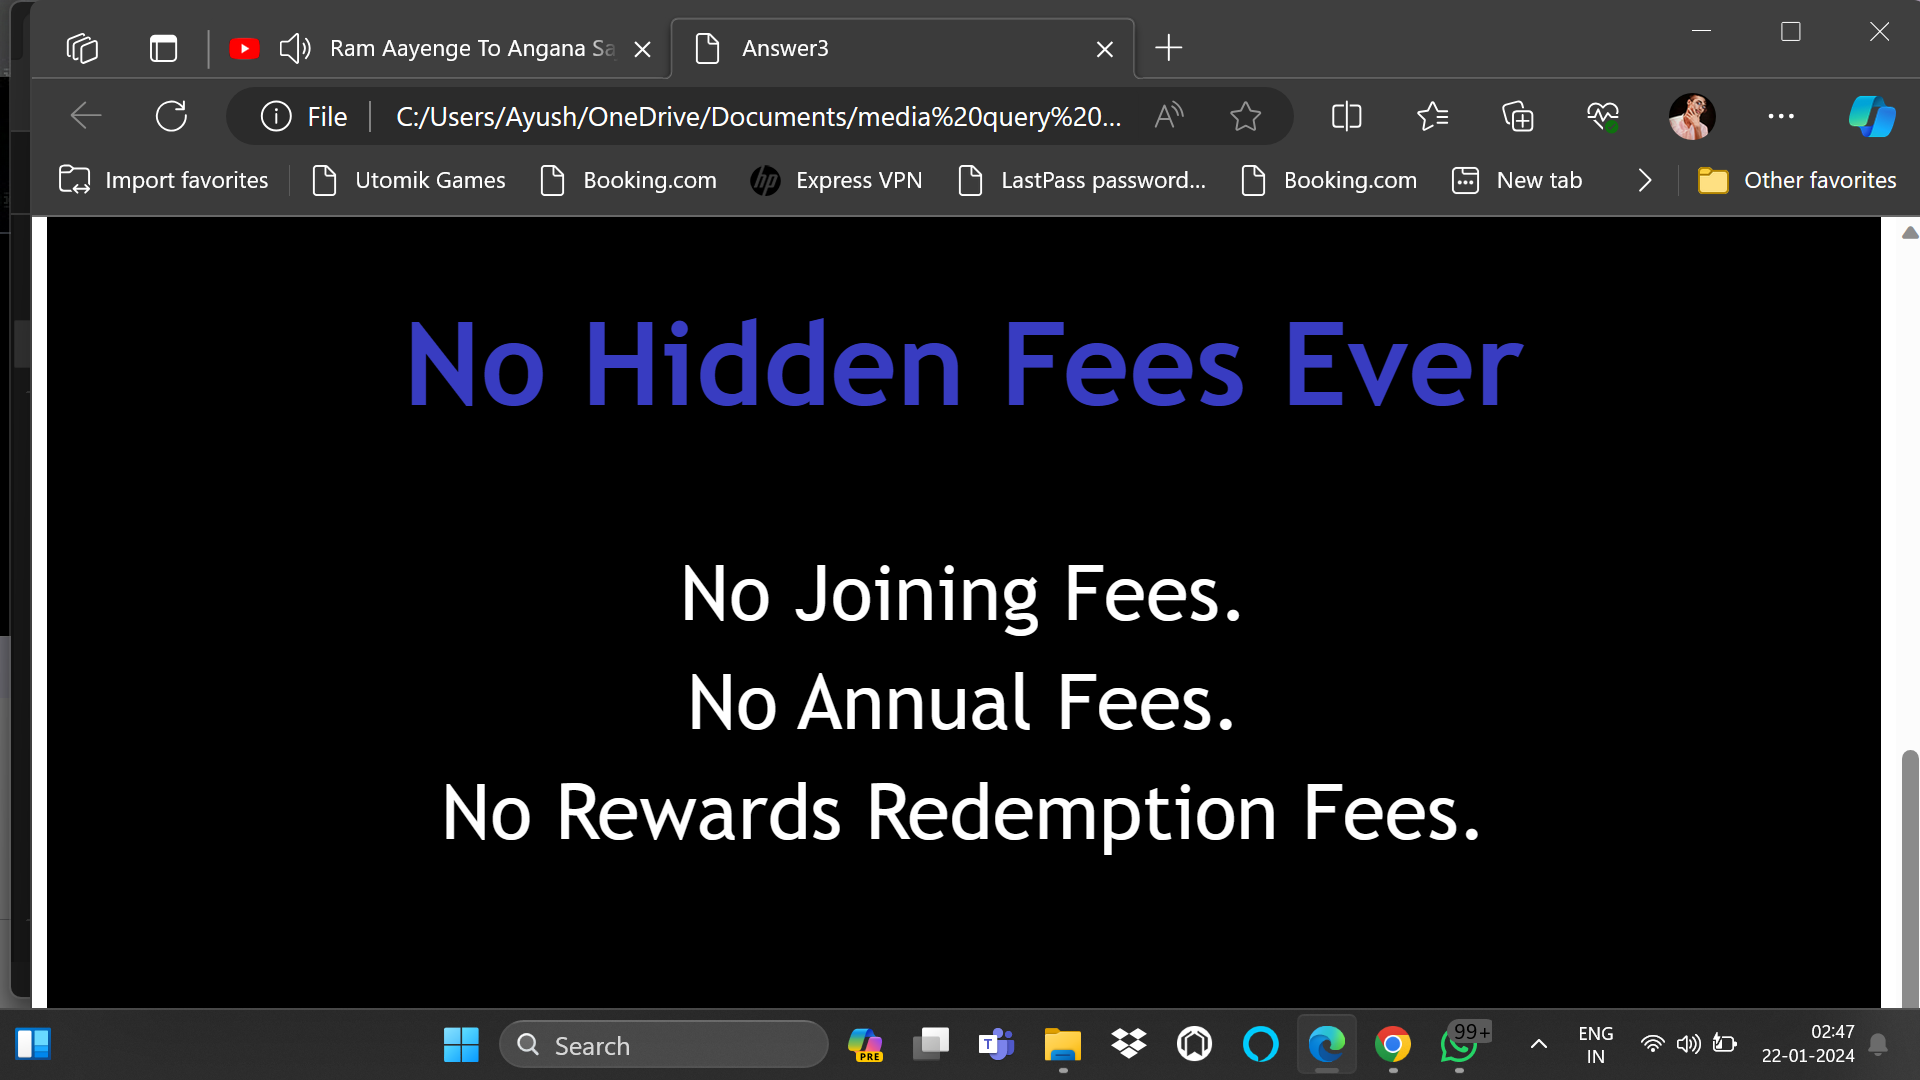 Ram Aayenge To Angana Sa
Answer3
File
C:/Users/Ayush/OneDrive/Documents/media%20query%20...
Import favorites
Utomik Games
Booking.com
Express VPN
LastPass password...
Booking.com
New tab
Other favorites
No Hidden Fees Ever
No Joining Fees.
No Annual Fees.
No Rewards Redemption Fees.
Search
PRE
T
99+
ENG
IN
02:47
22-01-2024